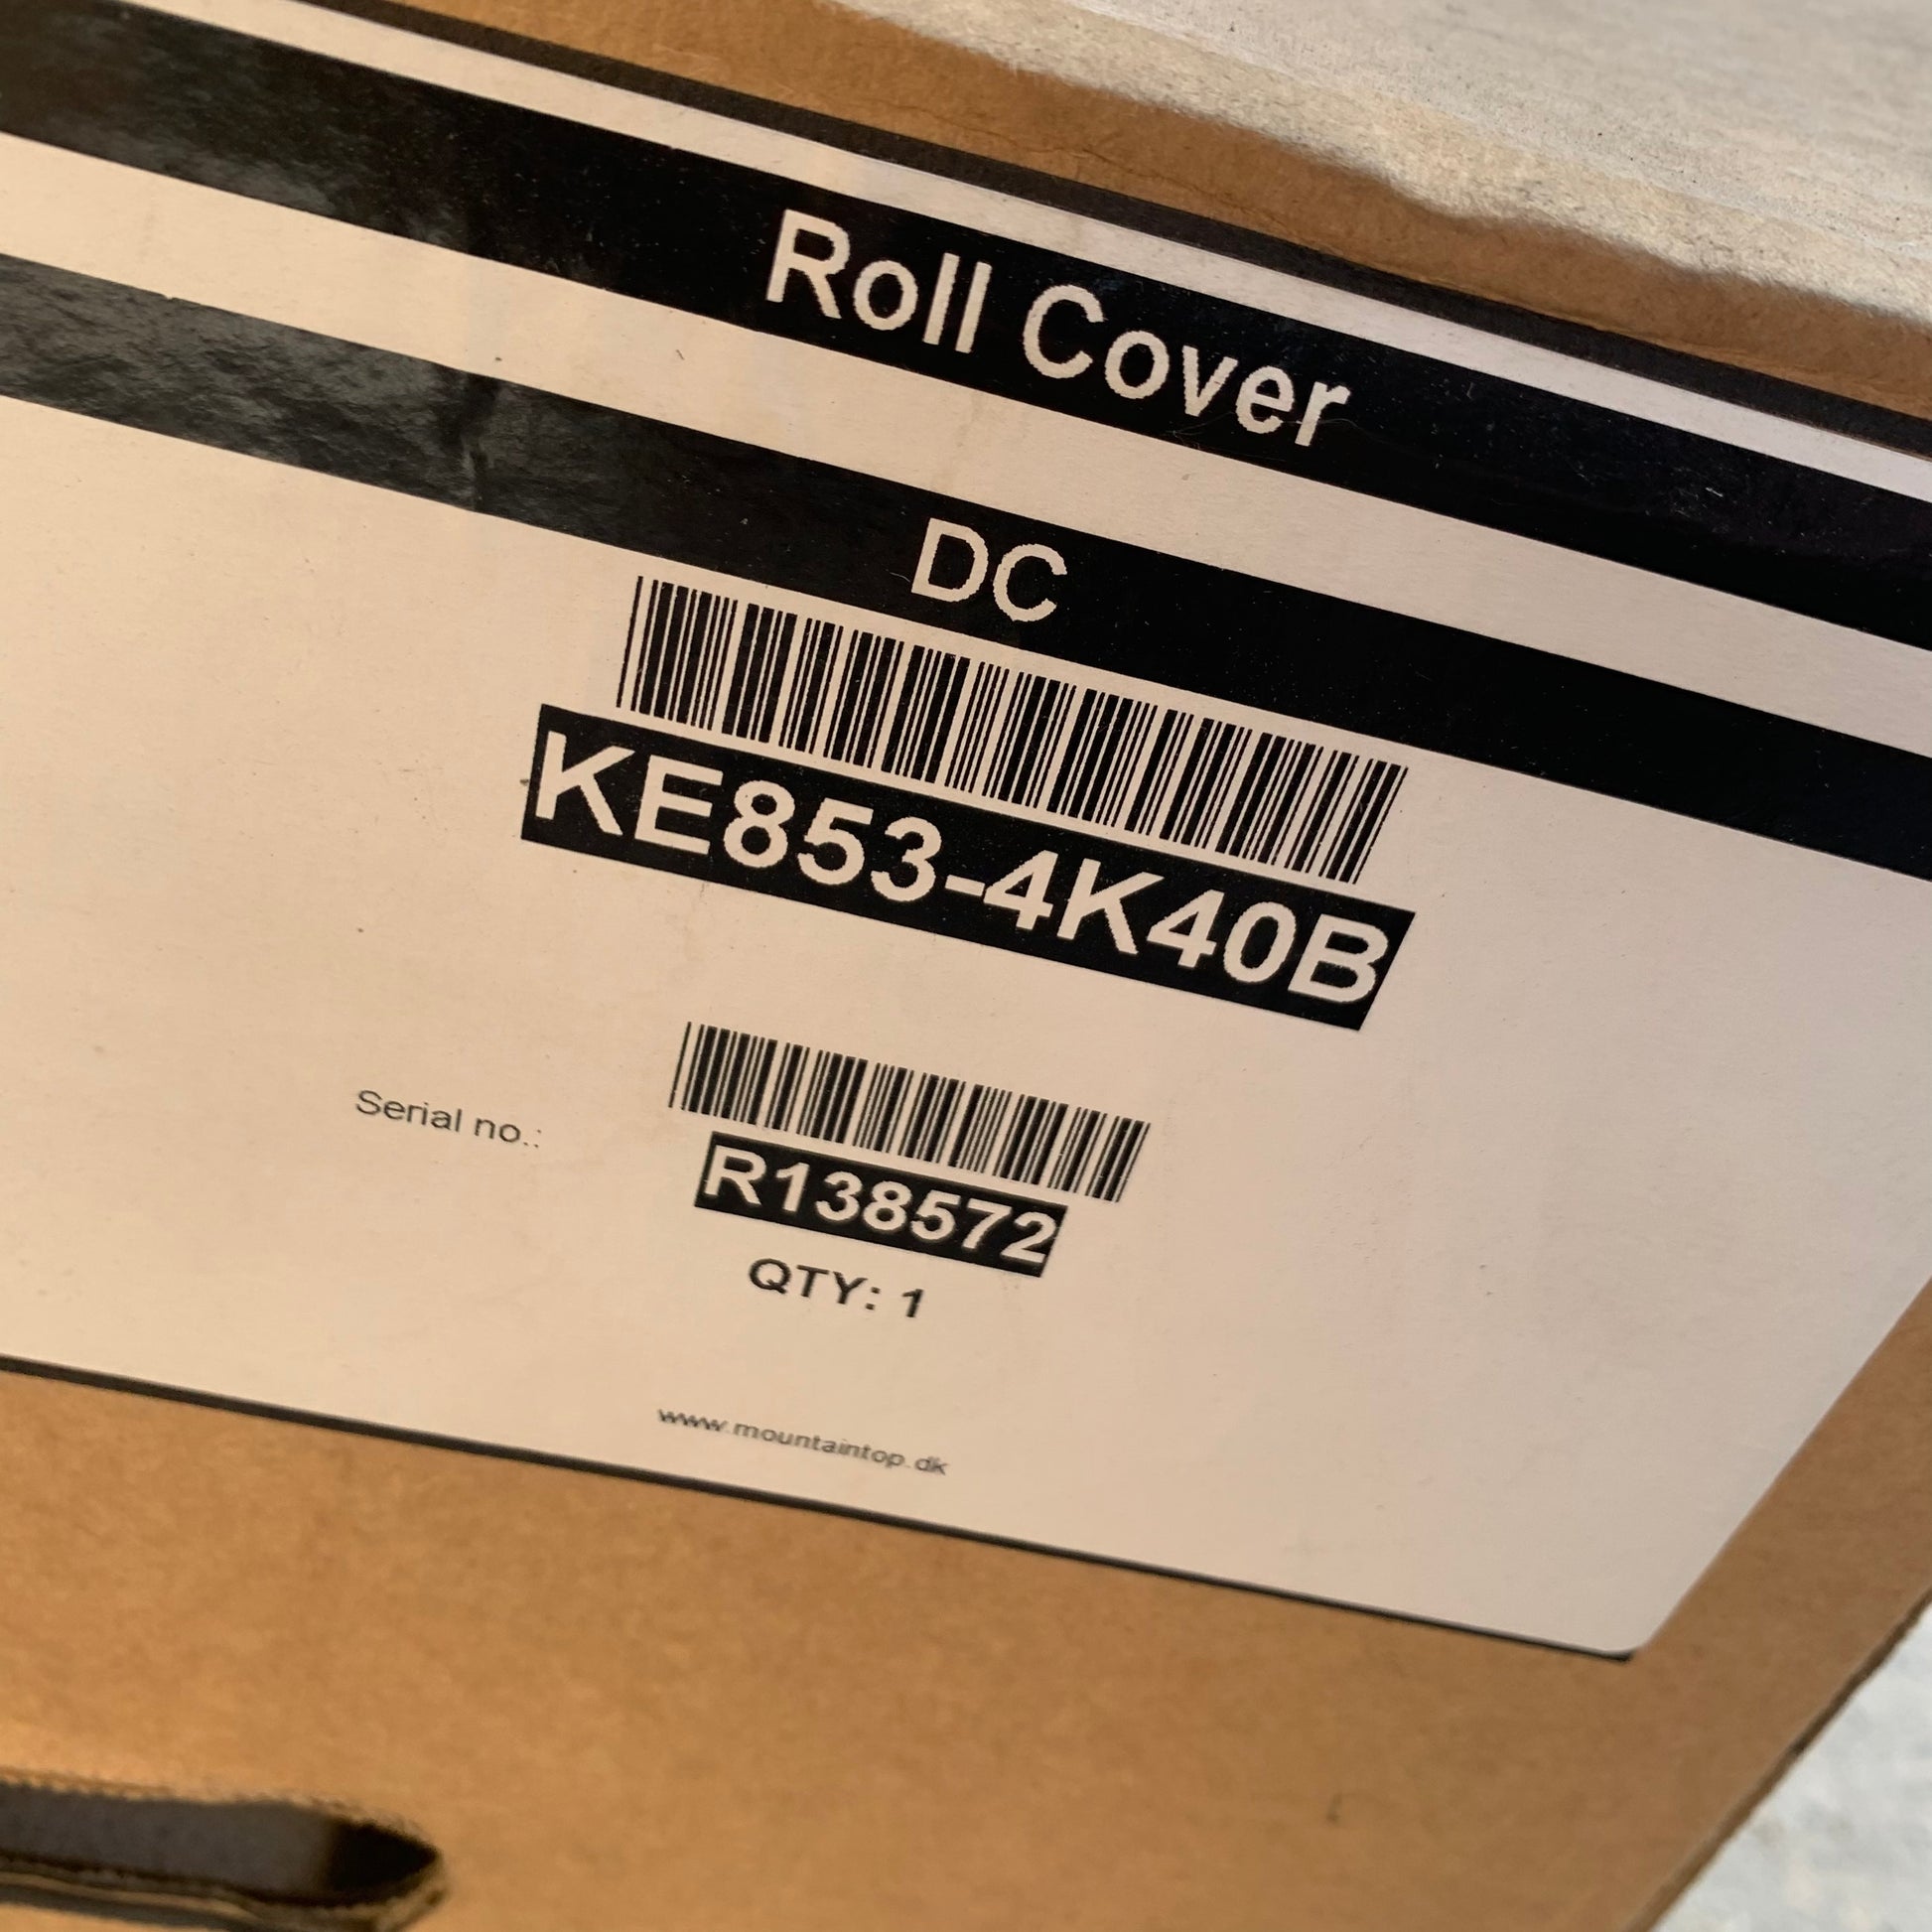 Roll Cover
DC
KE853-4K40B
Serial no.:
R138572
QTY: 1
www.mountaintop.dk